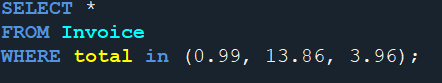 SELECT *
FROM Invoice
WHERE total in (0.99, 13.86, 3.96);